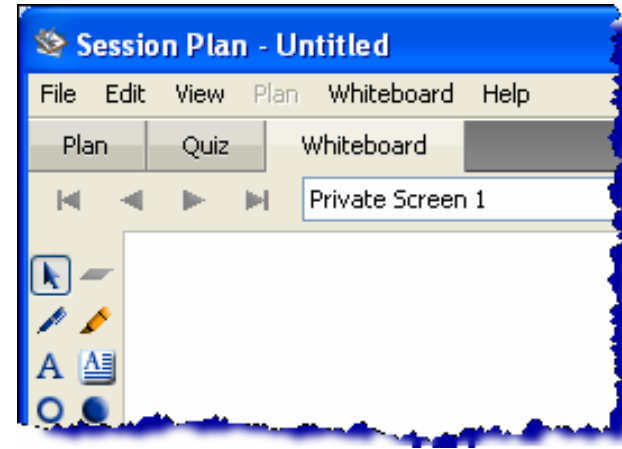 Session Plan - Untitled
File Edit View Plan Whiteboard Help
Plan Quiz Whiteboard
Private Screen 1
A A